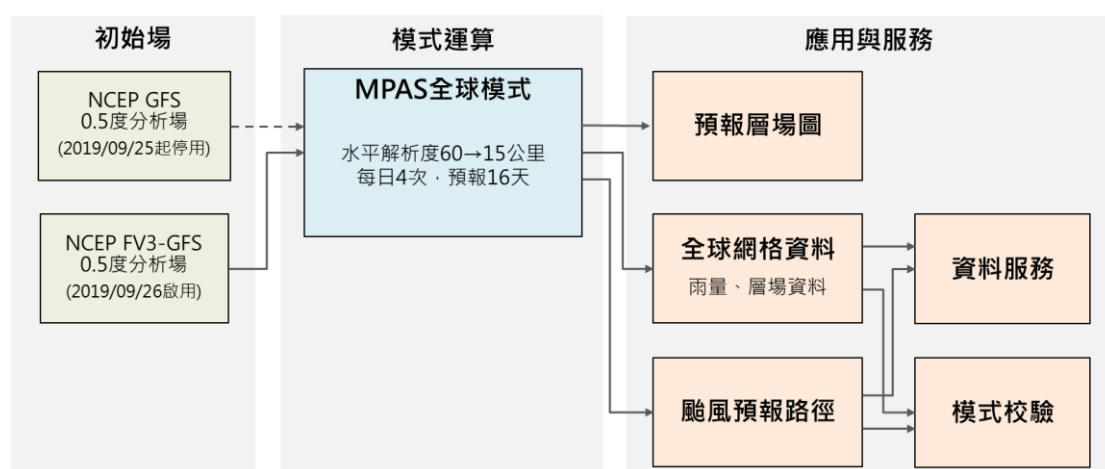 初始場
NCEP GFS
0.5度分析場
(2019/09/25起停用)
NCEP FV3-GFS
0.5度分析場
(2019/09/26啟用)
模式運算
MPAS全球模式
水平解析度60→15公里
每日4次，預報16天
應用與服務
預報層場圖
全球網格資料
雨量、層場資料
颱風預報路徑
資料服務
模式校驗